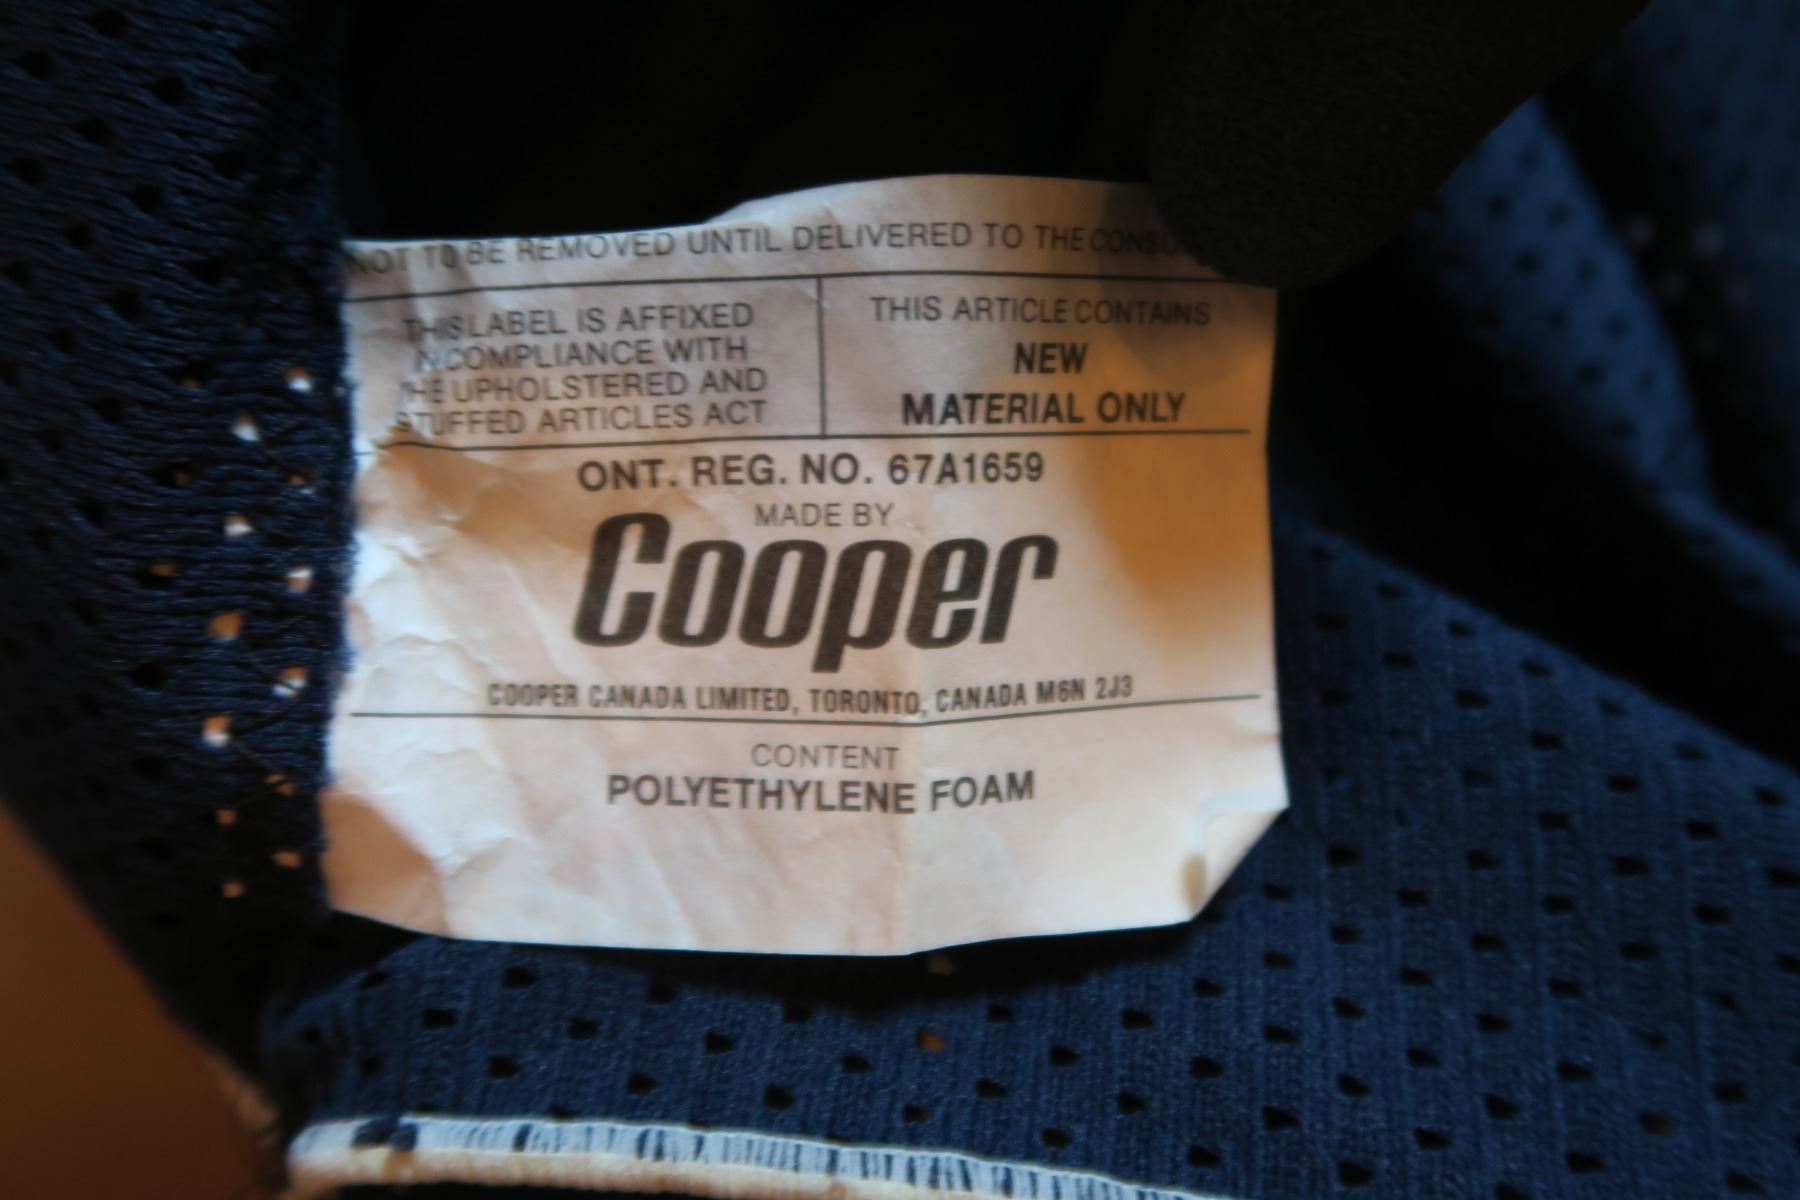 NOT TO BE REMOVED UNTIL DELIVERED TO THE
THIS LABEL IS AFFIXED
IN COMPLIANCE WITH
THE UPHOLSTERED AND
STUFFED ARTICLES ACT
THIS ARTICLE CONTAINS
NEW
MATERIAL ONLY
ONT. REG. NO. 67A1659
MADE BY
Cooper
COOPER CANADA LIMITED, TORONTO, CANADA M6N 2J3
CONTENT
POLYETHYLENE FOAM